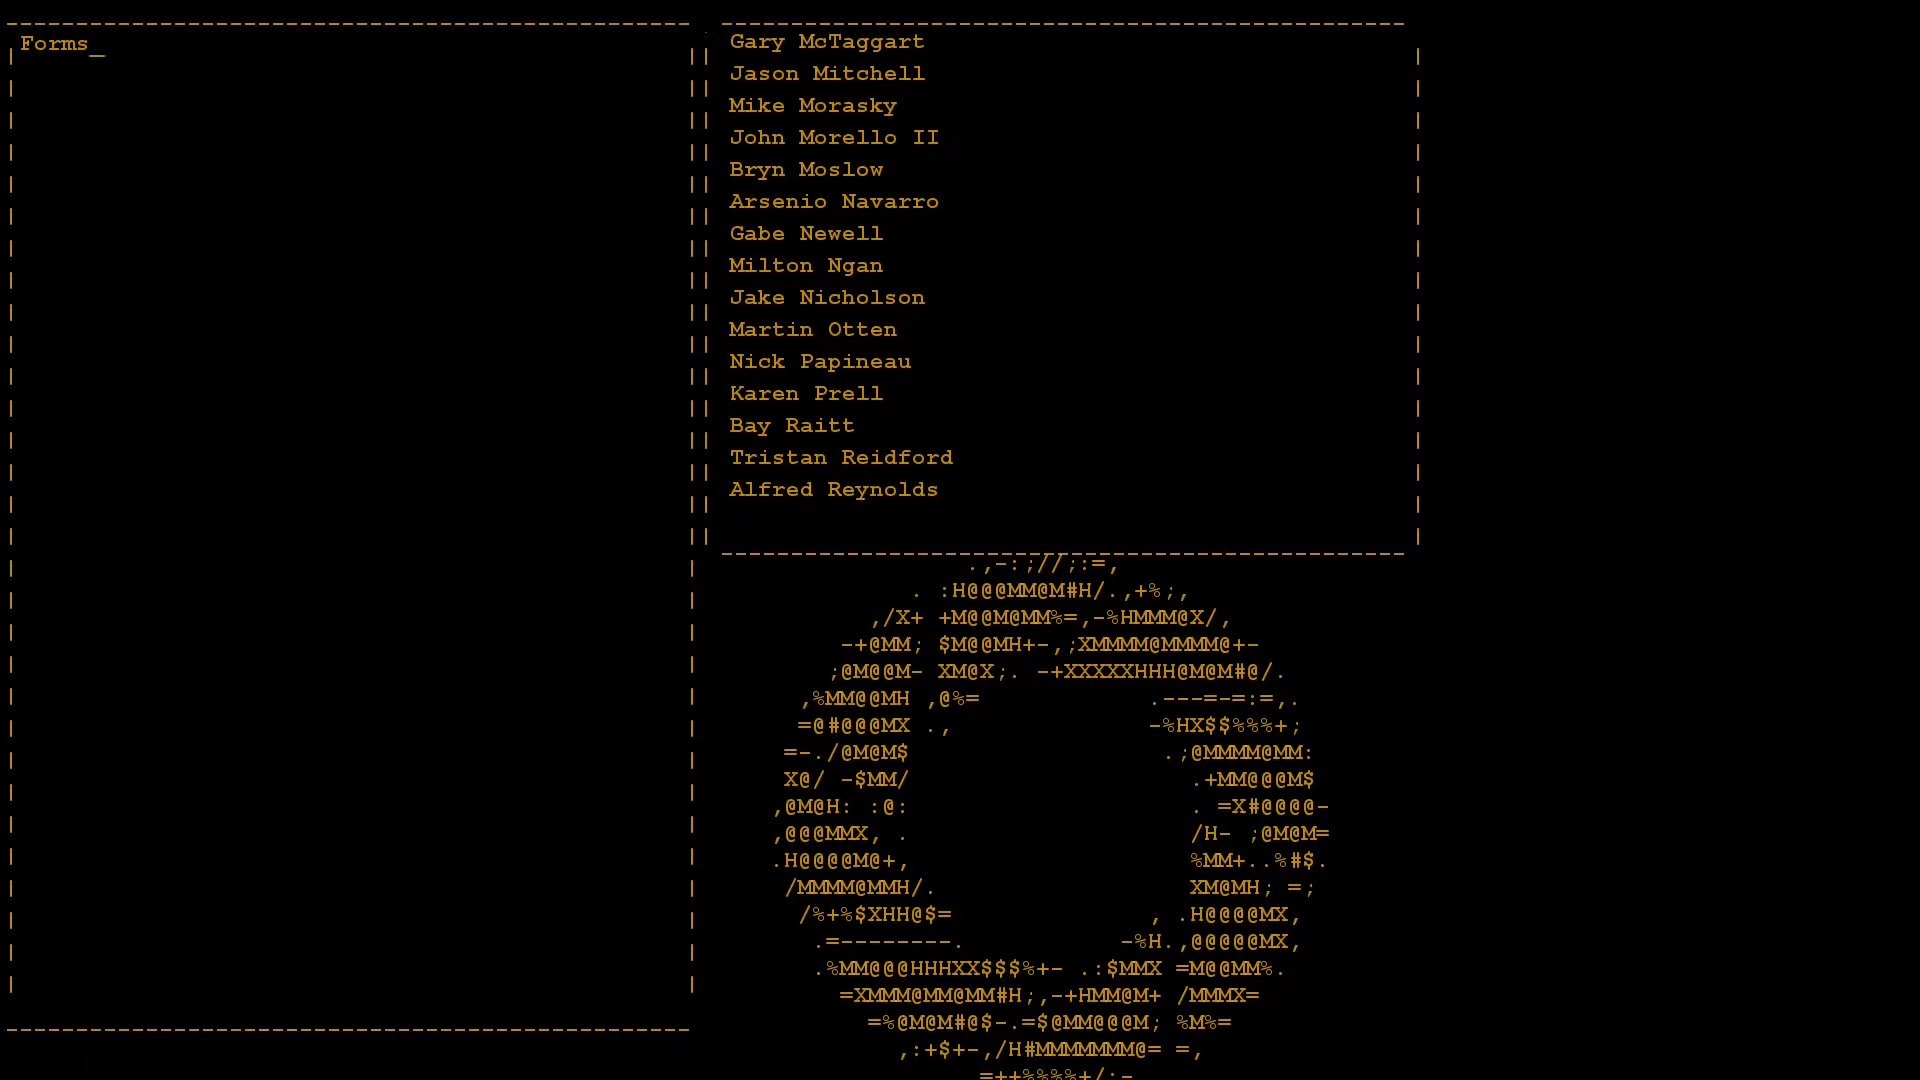 Forms_
Gary McTaggart
Jason Mitchell
Mike Morasky
John Morello II
Bryn Moslow
Arsenio Navarro
Gabe Newell
Milton Ngan
Jake Nicholson
Martin Otten
Nick Papineau
Karen Prell
Bay Raitt
Tristan Reidford
Alfred Reynolds